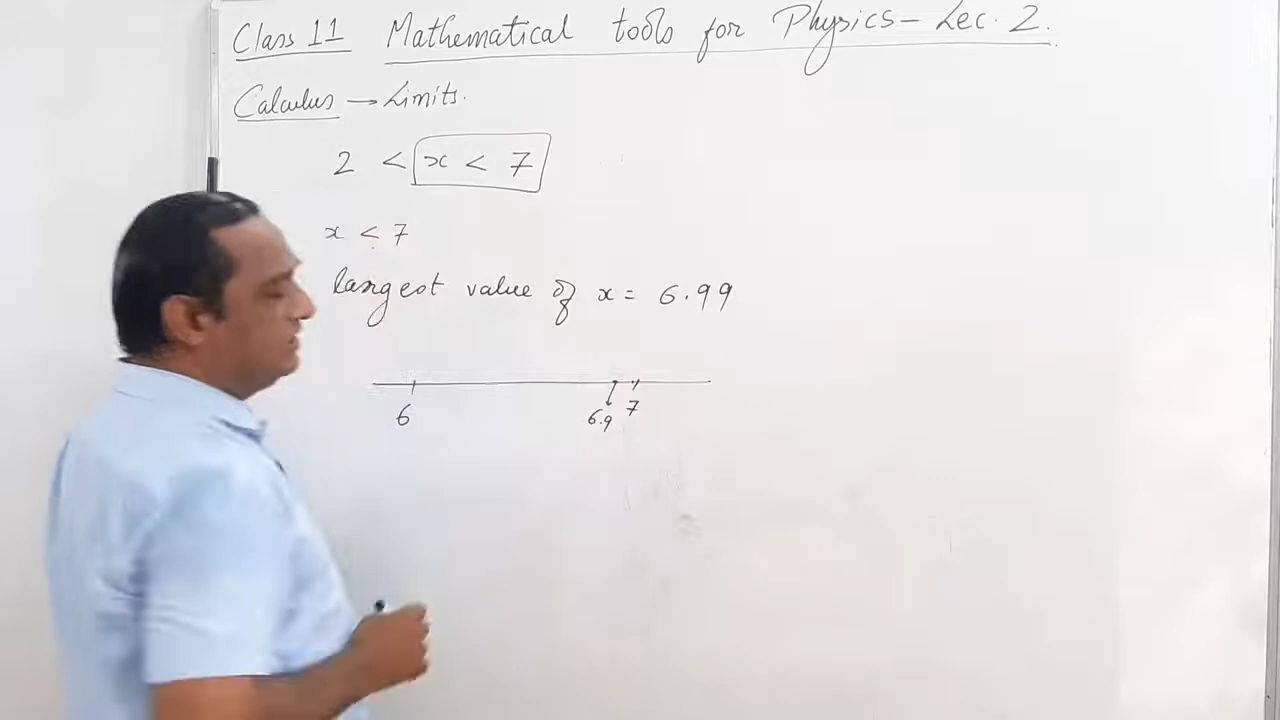 Class 11 Mathematical tools for Physics - Lec. 2.
Calculus → Limits.
2 < x < 7
x < 7
largest value of x = 6.99
6 6.9 7